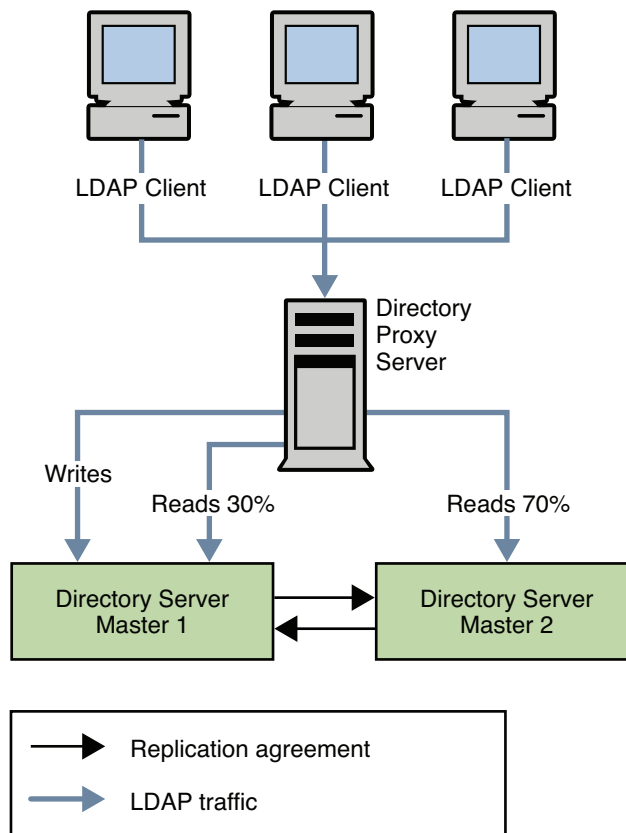 LDAP Client
LDAP Client
LDAP Client
Directory
Proxy
Server
Writes
Reads 30%
Reads 70%
Directory Server
Master 1
Directory Server
Master 2
Replication agreement
LDAP traffic